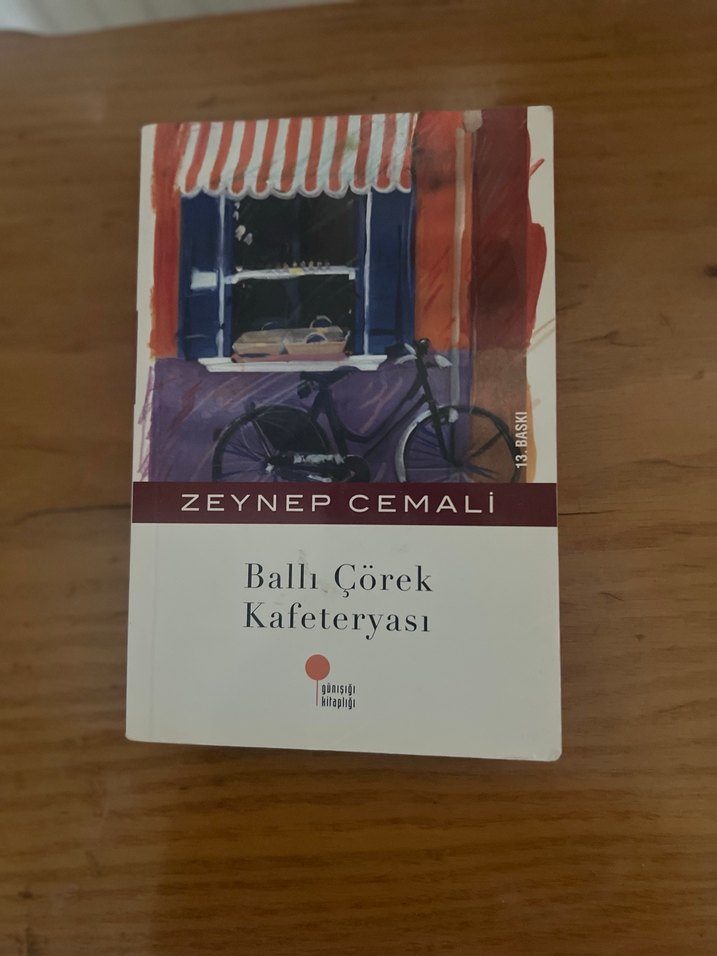 13. BASKI
ZEYNEP CEMALİ
Ballı Çörek
Kafeteryası
günışığı
kitaplığı